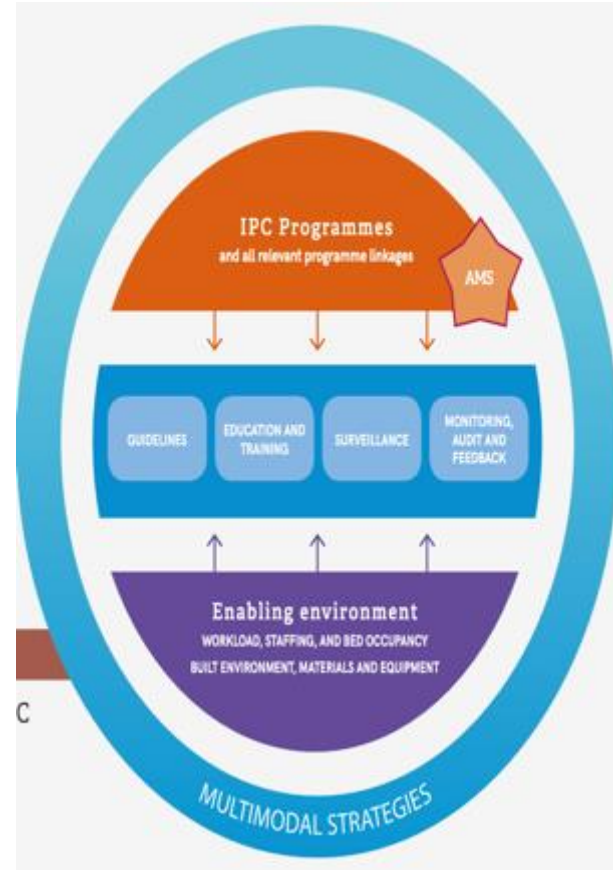 IPC Programmes
and all relevant programme linkages
AMS
GUIDELINES
EDUCATION AND
TRAINING
SURVEILLANCE
MONITORING,
AUDIT AND
FEEDBACK
Enabling environment
WORKLOAD, STAFFING, AND BED OCCUPANCY
BUILT ENVIRONMENT, MATERIALS AND EQUIPMENT
C
MULTIMODAL STRATEGIES